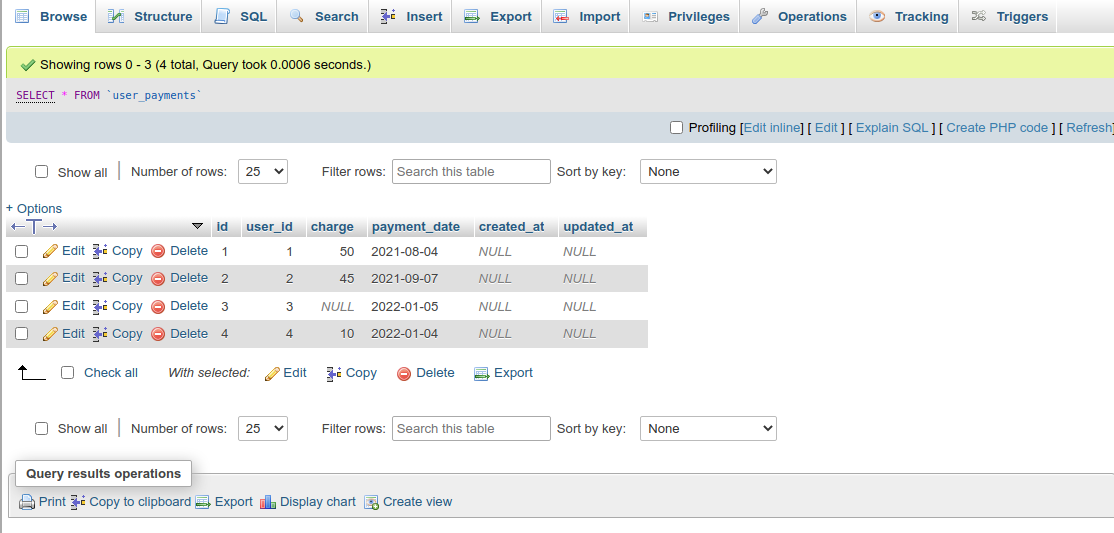 Browse Structure SQL Search Insert Export Import Privileges Operations Tracking Triggers
Showing rows 0 - 3 (4 total, Query took 0.0006 seconds.)
SELECT * FROM `user_payments`
Profiling [Edit inline] [ Edit ] [ Explain SQL ] [ Create PHP code ] [ Refresh]
Show all Number of rows: 25 Filter rows: Search this table Sort by key: None
+ Options
id user_id charge payment_date created_at updated_at
Edit Copy Delete 1 1 50 2021-08-04 NULL NULL
Edit Copy Delete 2 2 45 2021-09-07 NULL NULL
Edit Copy Delete 3 3 NULL 2022-01-05 NULL NULL
Edit Copy Delete 4 4 10 2022-01-04 NULL NULL
Check all With selected: Edit Copy Delete Export
Show all Number of rows: 25 Filter rows: Search this table Sort by key: None
Query results operations
Print Copy to clipboard Export Display chart Create view